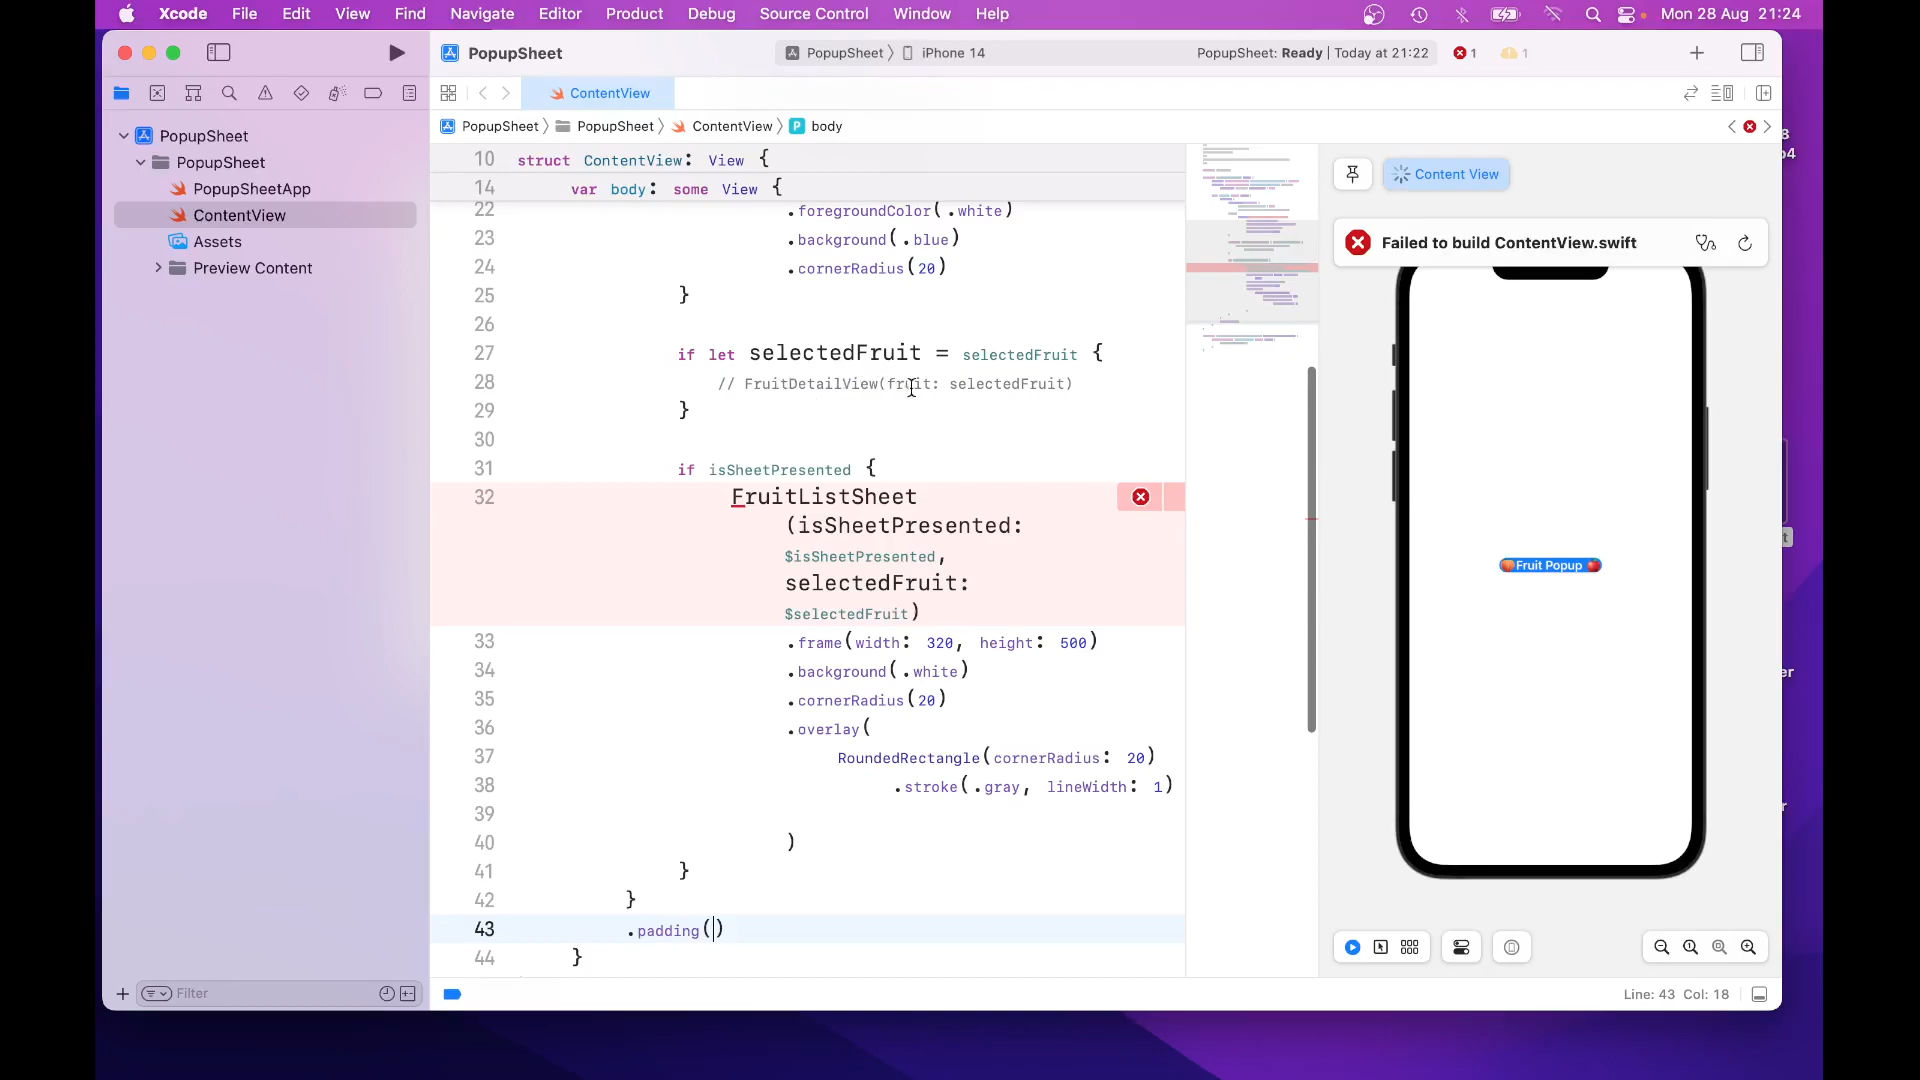 Xcode File Edit View Find Navigate Editor Product Debug Source Control Window Help Mon 28 Aug 21:24
PopupSheet PopupSheet iPhone 14 PopupSheet: Ready | Today at 21:22 1 1
ContentView
PopupSheet PopupSheet ContentView P body
PopupSheet
PopupSheet
PopupSheetApp
ContentView
Assets
Preview Content
10 struct ContentView: View {
14 var body: some View {
22 .foregroundColor(.white)
23 .background(.blue)
24 .cornerRadius(20)
25 }
26
27 if let selectedFruit = selectedFruit {
28 // FruitDetailView(fruit: selectedFruit)
29 }
30
31 if isSheetPresented {
32 FruitListSheet
(isSheetPresented:
$isSheetPresented,
selectedFruit:
$selectedFruit)
33 .frame(width: 320, height: 500)
34 .background(.white)
35 .cornerRadius(20)
36 .overlay(
37 RoundedRectangle(cornerRadius: 20)
38 .stroke(.gray, lineWidth: 1)
39
40 )
41 }
42 }
43 .padding()
44 }
Content View
Failed to build ContentView.swift
Fruit Popup
Filter
Line: 43 Col: 18